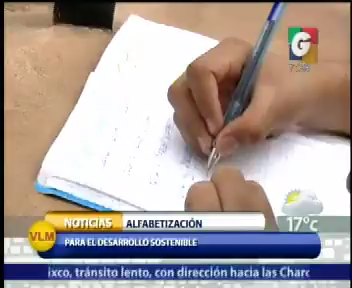 G
NOTICIAS ALFABETIZACIÓN
17°c
VLM
PARA EL DESARROLLO SOSTENIBLE
ixco, tránsito lento, con dirección hacia las Charc